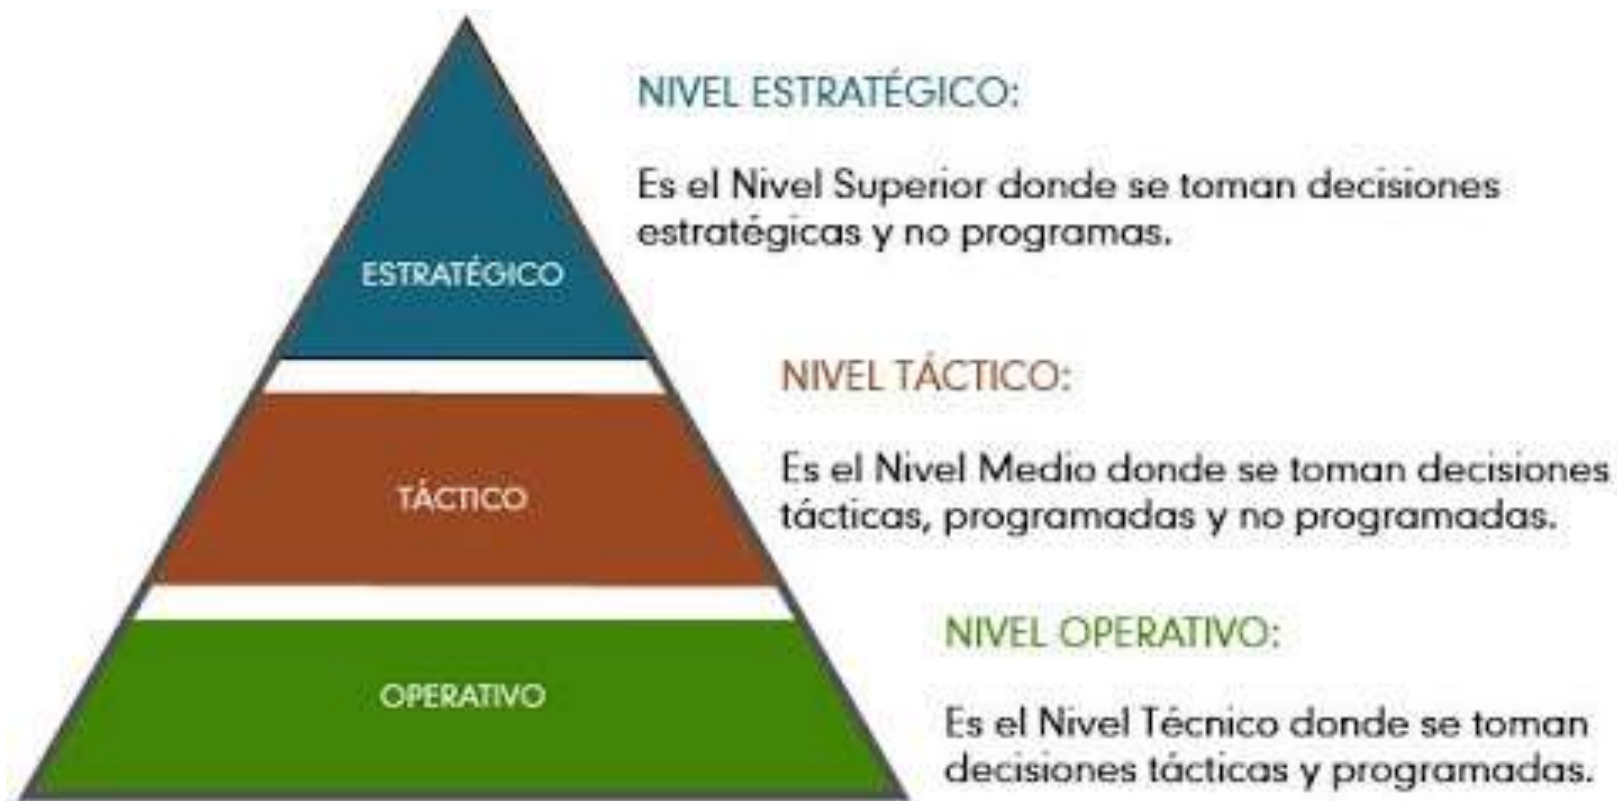 NIVEL ESTRATÉGICO:
Es el Nivel Superior donde se toman decisiones
estratégicas y no programas.
ESTRATÉGICO
NIVEL TÁCTICO:
Es el Nivel Medio donde se toman decisiones
tácticas, programadas y no programadas.
TÁCTICO
NIVEL OPERATIVO:
Es el Nivel Técnico donde se toman
decisiones tácticas y programadas.
OPERATIVO